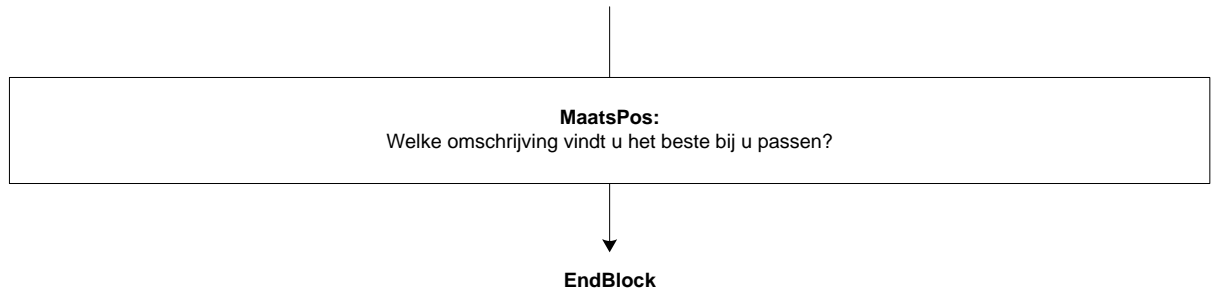 MaatsPos:
Welke omschrijving vindt u het beste bij u passen?
EndBlock